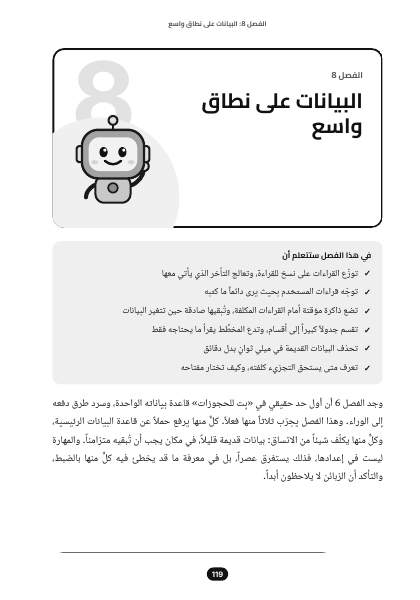 الفصل 8: البيانات على نطاق واسع
8
الفصل 8
البيانات على نطاق
واسع
في هذا الفصل ستتعلم أن
✓ توزّع القراءات على نسخ للقراءة، وتعالج التأخر الذي يأتي معها
✓ توجّه قراءات المستخدم بحيث يرى دائماً ما كتبه
✓ تضع ذاكرة مؤقتة أمام القراءات المكلفة، وتُبقيها صادقة حين تتغير البيانات
✓ تقسم جدولاً كبيراً إلى أقسام، وتدع المخطِّط يقرأ ما يحتاجه فقط
✓ تحذف البيانات القديمة في ميلي ثوانٍ بدل دقائق
✓ تعرف متى يستحق التجزيء كلفته، وكيف تختار مفتاحه
وجد الفصل 6 أن أول حد حقيقي في «بِت للحجوزات» قاعدة بياناته الواحدة، وسرد طرق دفعه
إلى الوراء. وهذا الفصل يجرّب ثلاثاً منها فعلاً. كلٌّ منها يرفع حملاً عن قاعدة البيانات الرئيسية،
وكلٌّ منها يكلّف شيئاً من الاتساق: بيانات قديمة قليلاً، في مكان يجب أن تُبقيه متزامناً. والمهارة
ليست في إعدادها، فذلك يستغرق عصراً، بل في معرفة ما قد يخطئ فيه كلٌّ منها بالضبط،
والتأكد أن الزبائن لا يلاحظون أبداً.
119